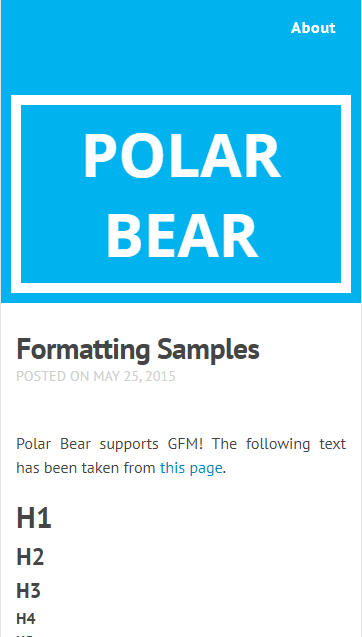 About
POLAR
BEAR
Formatting Samples
POSTED ON MAY 25, 2015
Polar Bear supports GFM! The following text
has been taken from this page.
H1
H2
H3
H4